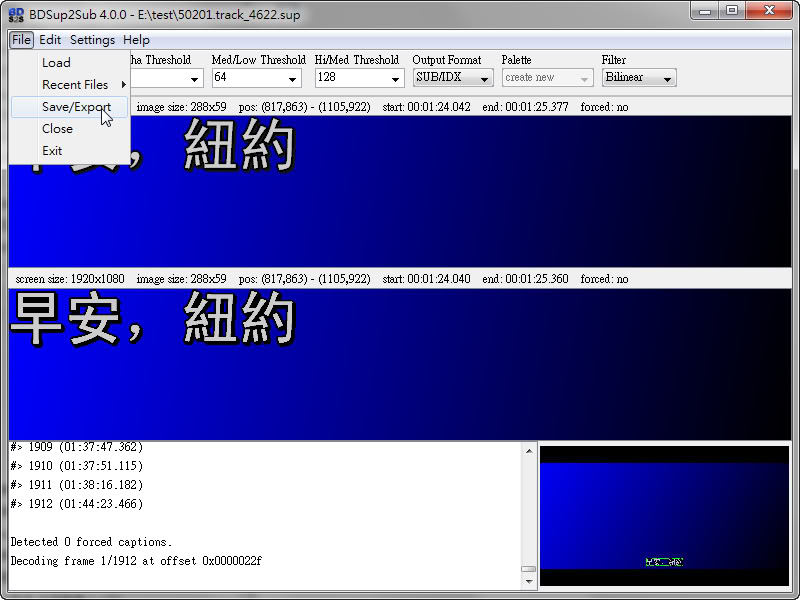 BDSup2Sub 4.0.0 - E:\test\50201.track_4622.sup
File Edit Settings Help
Load
Recent Files
Save/Export
Close
Exit
ha Threshold Med/Low Threshold Hi/Med Threshold Output Format Palette Filter
64 128 SUB/IDX create new Bilinear
image size: 288x59 pos: (817,863) - (1105,922) start: 00:01:24.042 end: 00:01:25.377 forced: no
早安，紐約
screen size: 1920x1080 image size: 288x59 pos: (817,863) - (1105,922) start: 00:01:24.040 end: 00:01:25.360 forced: no
早安，紐約
#> 1909 (01:37:47.362)
#> 1910 (01:37:51.115)
#> 1911 (01:38:16.182)
#> 1912 (01:44:23.466)
Detected 0 forced captions.
Decoding frame 1/1912 at offset 0x0000022f